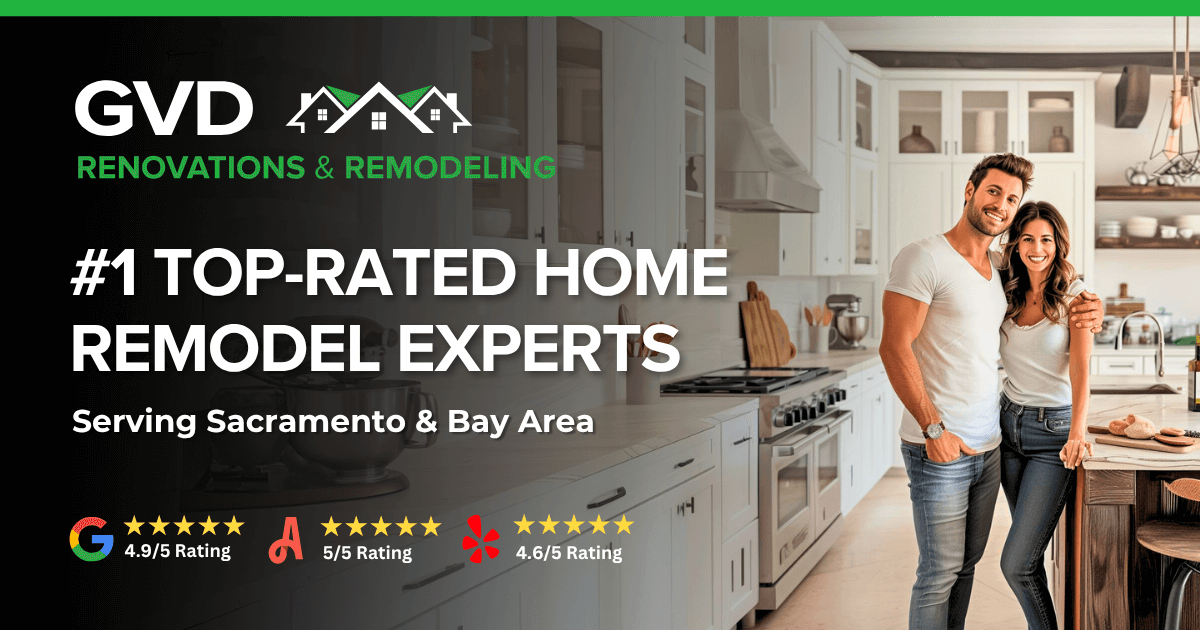 GVD
RENOVATIONS & REMODELING
#1 TOP-RATED HOME
REMODEL EXPERTS
Serving Sacramento & Bay Area
4.9/5 Rating
5/5 Rating
4.6/5 Rating